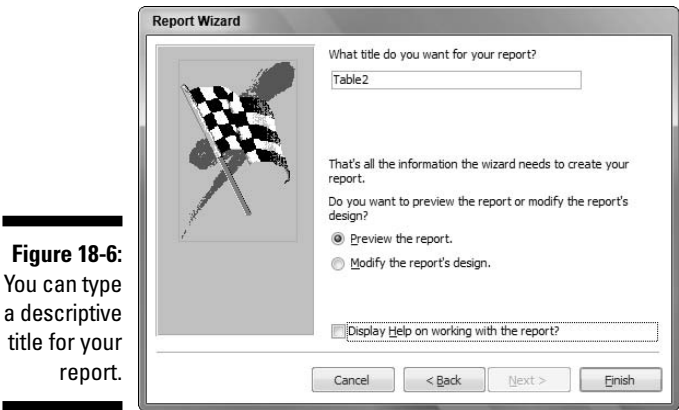 Report Wizard
What title do you want for your report?
Table2
That's all the information the wizard needs to create your
report.
Do you want to preview the report or modify the report's
design?
Preview the report.
Modify the report's design.
Display Help on working with the report?
Cancel
< Back
Next >
Finish
Figure 18-6:
You can type
a descriptive
title for your
report.